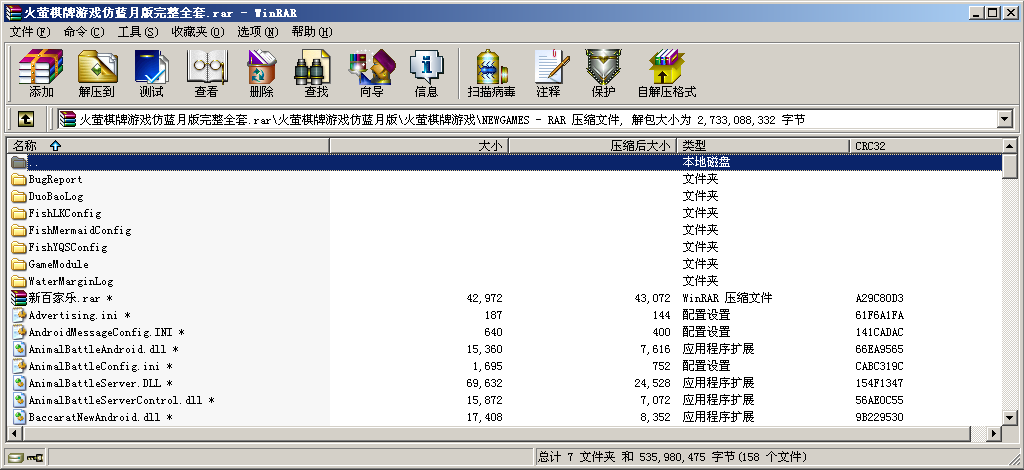 火萤棋牌游戏仿蓝月版完整全套.rar - WinRAR
文件(F) 命令(C) 工具(S) 收藏夹(O) 选项(N) 帮助(H)
添加 解压到 测试 查看 删除 查找 向导 信息 扫描病毒 注释 保护 自解压格式
火萤棋牌游戏仿蓝月版完整全套.rar\火萤棋牌游戏仿蓝月版\火萤棋牌游戏\NEWGAMES - RAR 压缩文件, 解包大小为 2,733,088,332 字节
名称 大小 压缩后大小 类型 CRC32
.. 本地磁盘
BugReport 文件夹
DuoBaoLog 文件夹
FishLKConfig 文件夹
FishMermaidConfig 文件夹
FishYQSConfig 文件夹
GameModule 文件夹
WaterMarginLog 文件夹
新百家乐.rar * 42,972 43,072 WinRAR 压缩文件 A29C80D3
Advertising.ini * 187 144 配置设置 61F6A1FA
AndroidMessageConfig.INI * 640 400 配置设置 141CADAC
AnimalBattleAndroid.dll * 15,360 7,616 应用程序扩展 66EA9565
AnimalBattleConfig.ini * 1,695 752 配置设置 CABC319C
AnimalBattleServer.DLL * 69,632 24,528 应用程序扩展 154F1347
AnimalBattleServerControl.dll * 15,872 7,072 应用程序扩展 56AE0C55
BaccaratNewAndroid.dll * 17,408 8,352 应用程序扩展 9B229530
总计 7 文件夹 和 535,980,475 字节(158 个文件)